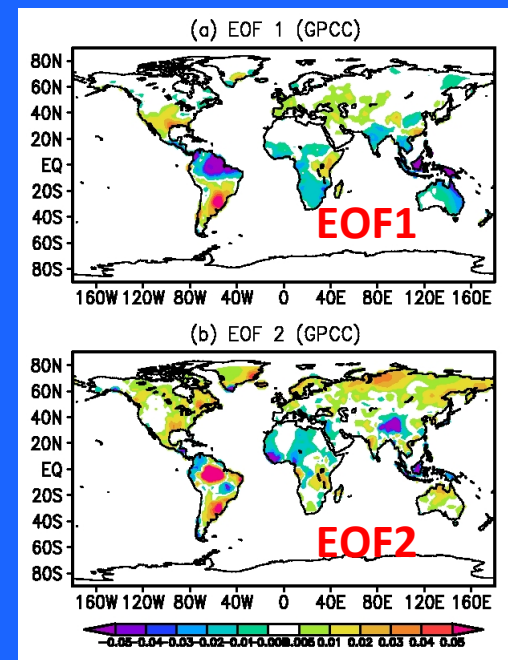 (a) EOF 1 (GPCC)
80N
60N
40N
20N
EQ
20S
40S
60S
80S
EOF1
160W 120W 80W 40W 0 40E 80E 120E 160E
(b) EOF 2 (GPCC)
80N
60N
40N
20N
EQ
20S
40S
60S
80S
EOF2
160W 120W 80W 40W 0 40E 80E 120E 160E
-0.05 -0.04 -0.03 -0.02 -0.01 0.01 0.02 0.03 0.04 0.05